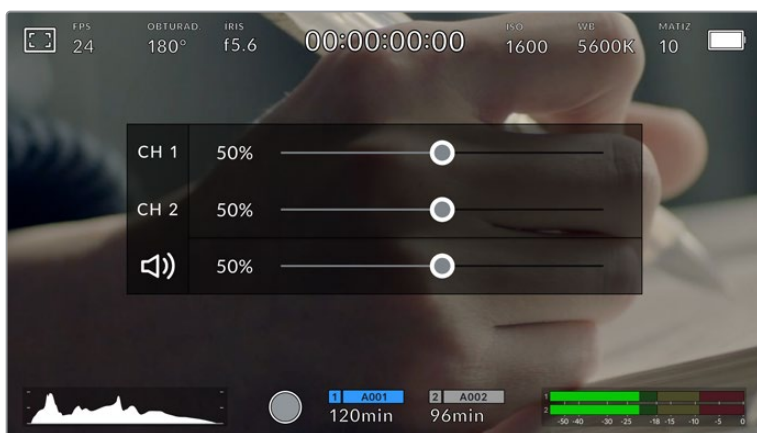 FPS OBTURAD. IRIS ISO WB MATIZ
24 180° f5.6 00:00:00:00 1600 5600K 10
CH 1 50%
CH 2 50%
50%
1 A001 2 A002
120min 96min
1
2
-50 -40 -30 -25 -18 -15 -10 -5 0